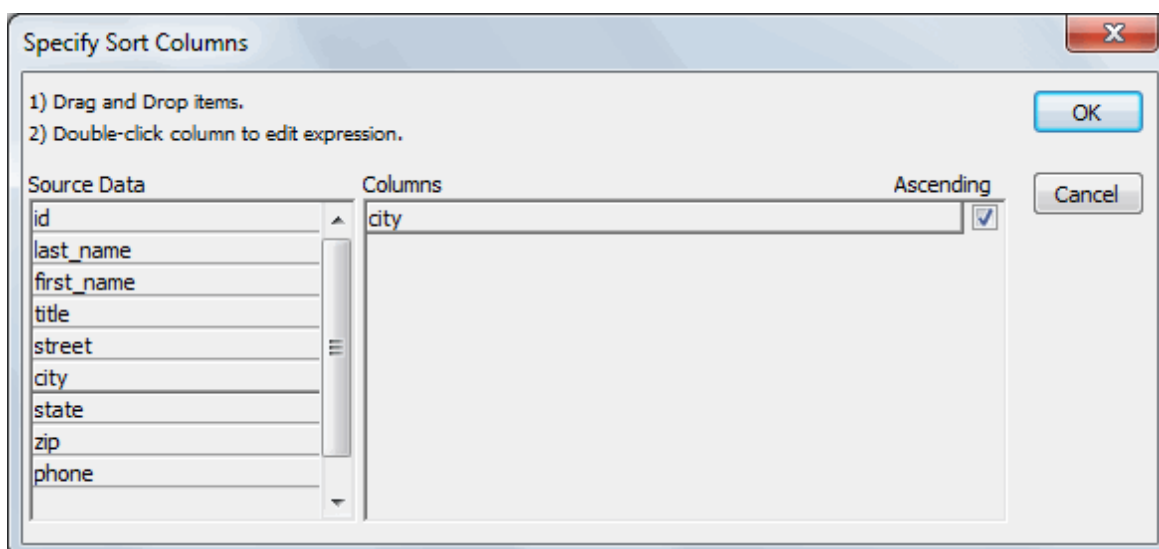 Specify Sort Columns
1) Drag and Drop items.
2) Double-click column to edit expression.
OK
Cancel
Source Data
Columns
Ascending
id
last_name
first_name
title
street
city
state
zip
phone
city